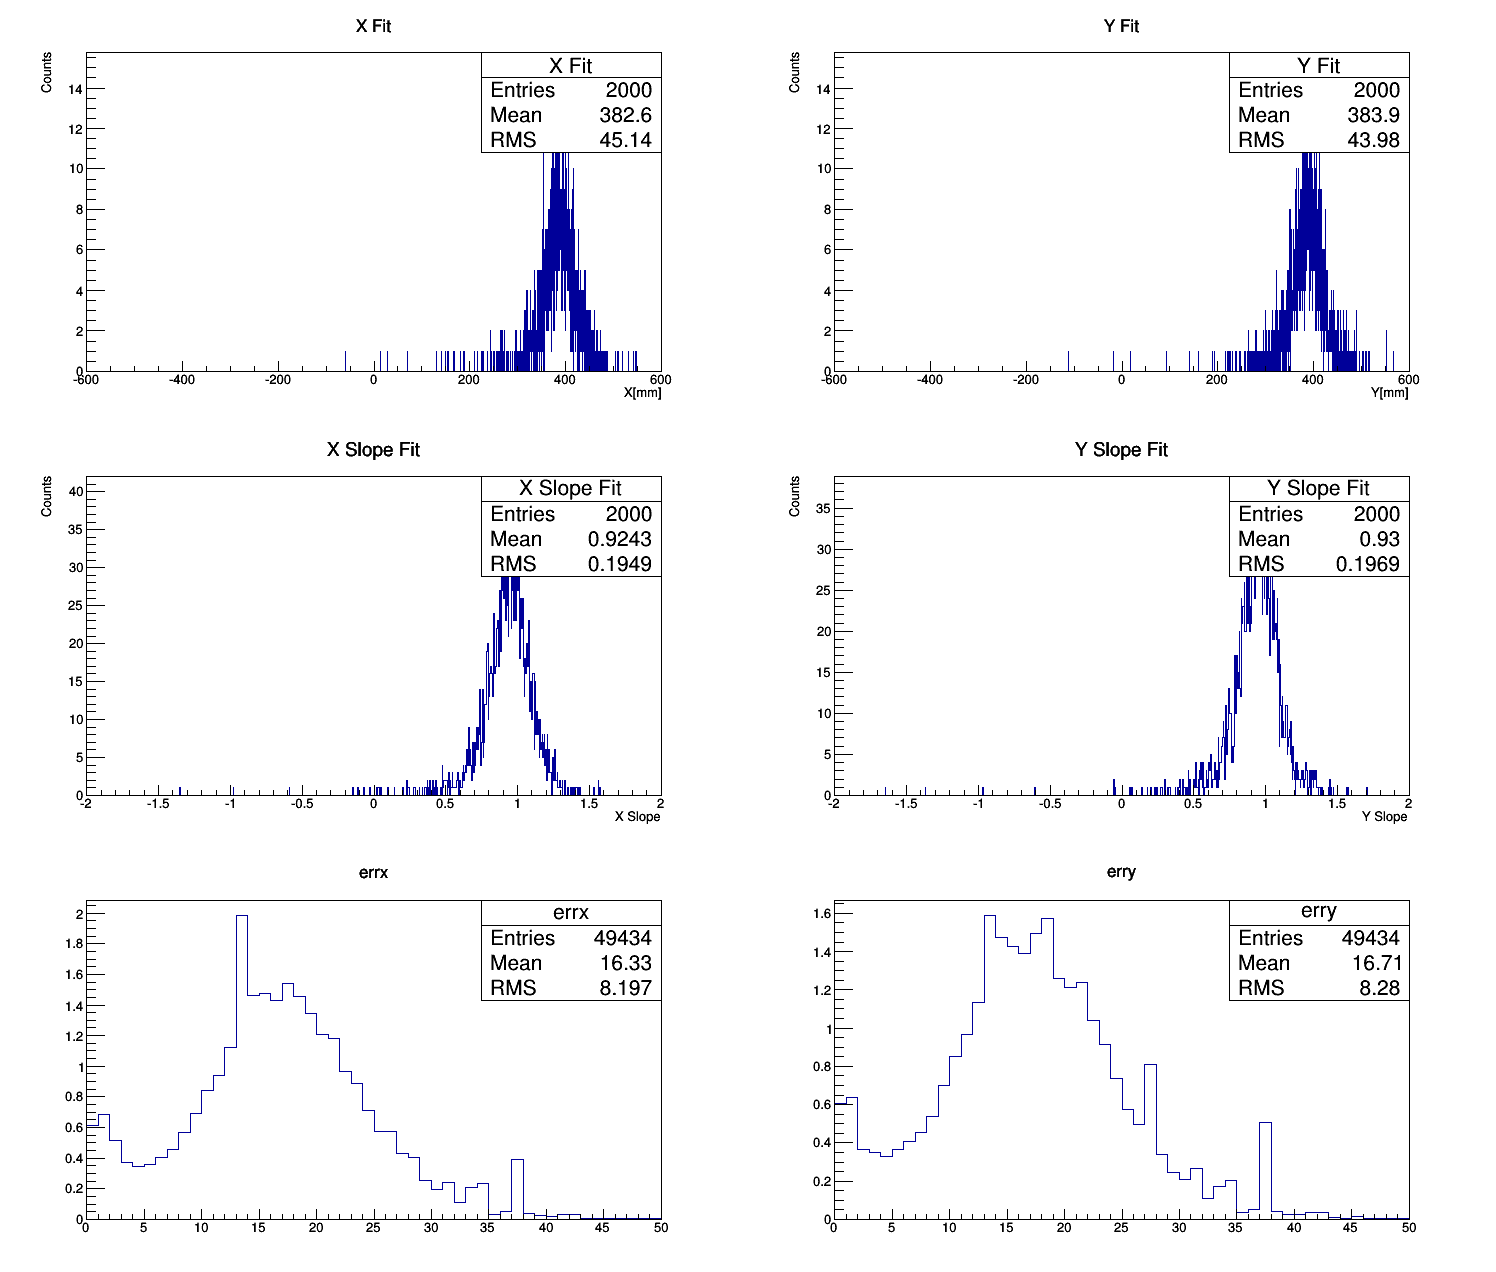 X Fit
Counts
X Fit
Entries 2000
Mean 382.6
RMS 45.14
14
12
10
8
6
4
2
0
-600 -400 -200 0 200 400 600
X[mm]
Y Fit
Counts
Y Fit
Entries 2000
Mean 383.9
RMS 43.98
14
12
10
8
6
4
2
0
-600 -400 -200 0 200 400 600
Y[mm]
X Slope Fit
Counts
X Slope Fit
Entries 2000
Mean 0.9243
RMS 0.1949
40
35
30
25
20
15
10
5
0
-2 -1.5 -1 -0.5 0 0.5 1 1.5 2
X Slope
Y Slope Fit
Counts
Y Slope Fit
Entries 2000
Mean 0.93
RMS 0.1969
35
30
25
20
15
10
5
0
-2 -1.5 -1 -0.5 0 0.5 1 1.5 2
Y Slope
errx
errx
Entries 49434
Mean 16.33
RMS 8.197
2
1.8
1.6
1.4
1.2
1
0.8
0.6
0.4
0.2
0
0 5 10 15 20 25 30 35 40 45 50
erry
erry
Entries 49434
Mean 16.71
RMS 8.28
1.6
1.4
1.2
1
0.8
0.6
0.4
0.2
0
0 5 10 15 20 25 30 35 40 45 50